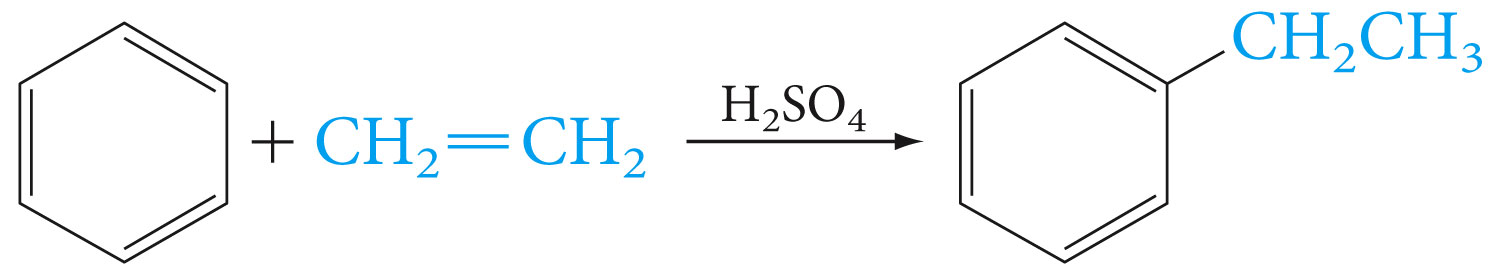 + CH₂=CH₂ H₂SO₄ CH₂CH₃